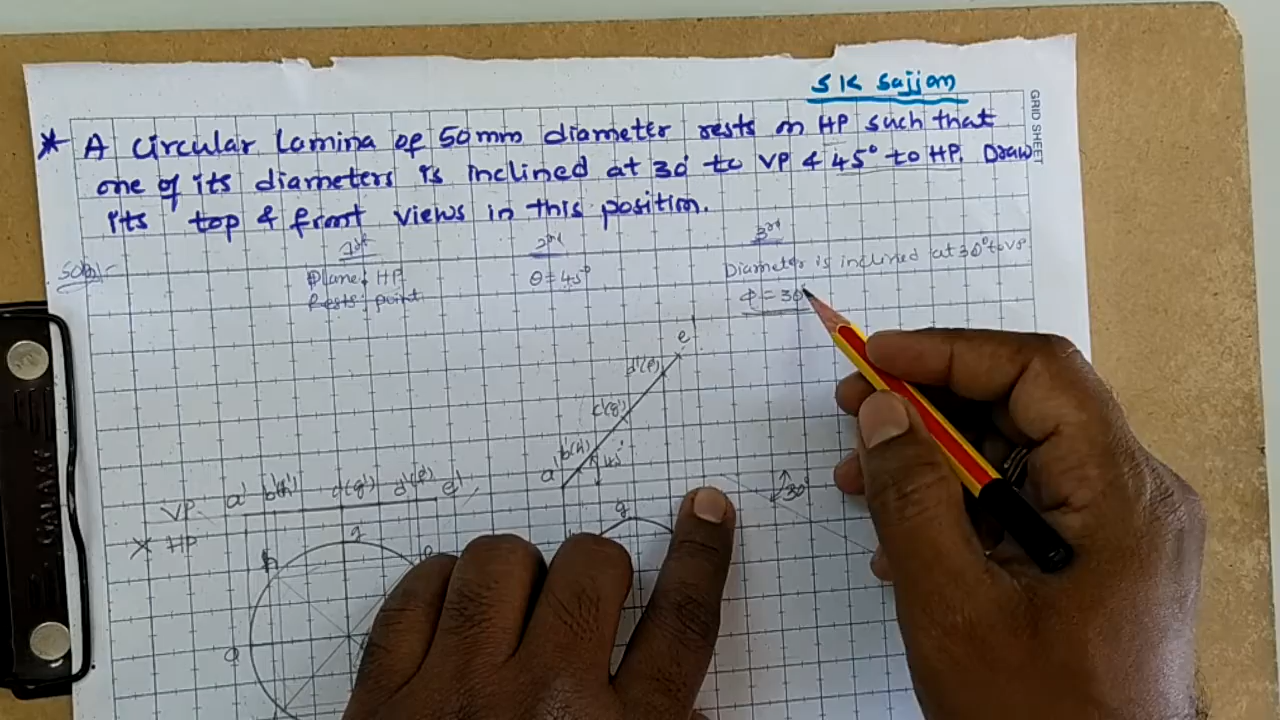 SK Sajjan
GRID SHEET
* A circular Lamina of 50mm diameter rests on HP such that
one of its diameters is inclined at 30° to VP & 45° to HP. Draw
its top & front views in this position.
Soln:-
1st
2nd
3rd
Plane: HP
Rests: point
θ = 45°
Diameter is inclined at 30° to VP
Φ = 30°
e'
d'(f')
c'(g')
b'(h')
a'
45°
30°
VP
a' b'(h') c'(g') d'(f') e'
X HP
g
g
h
a
GALAXY